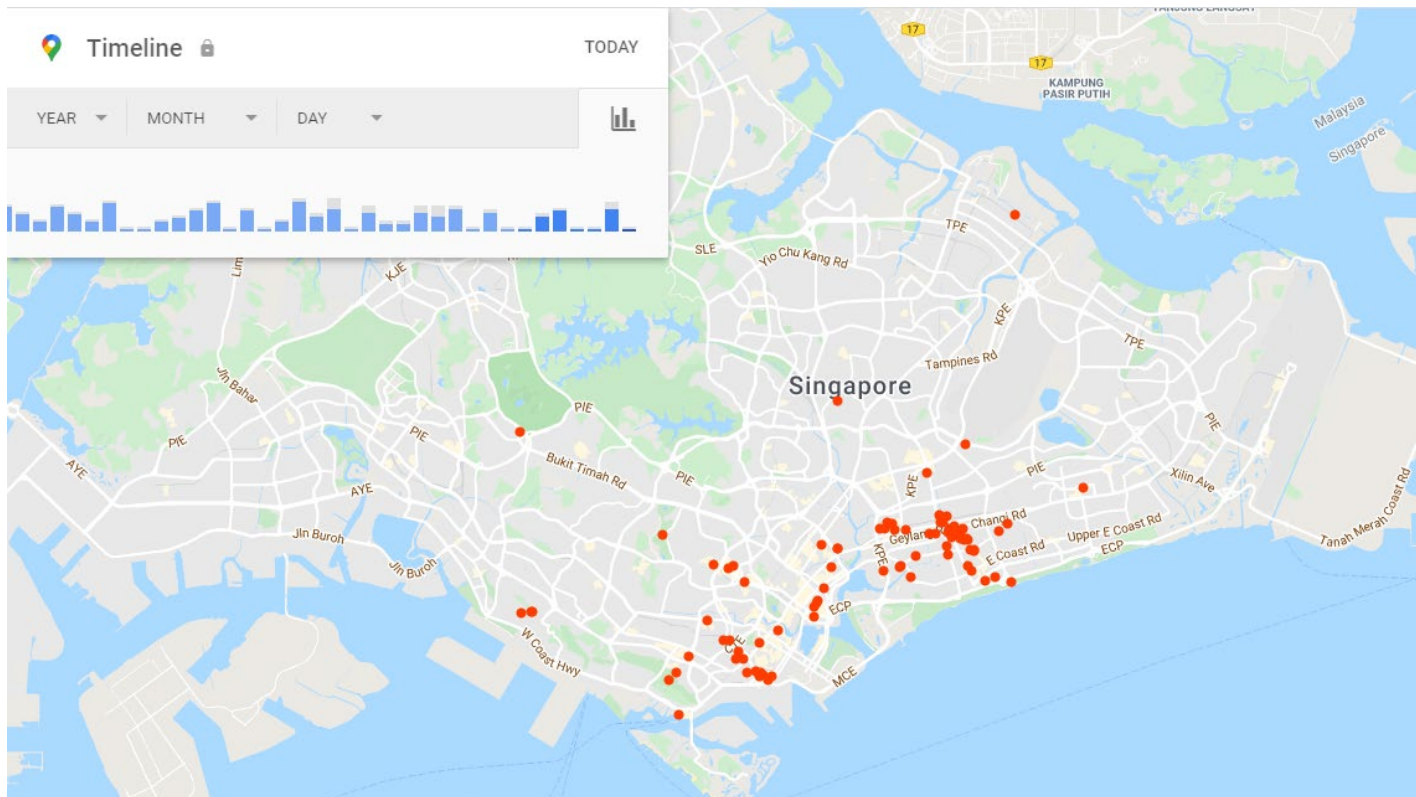 Timeline
TODAY
YEAR
MONTH
DAY
17
17
KAMPUNG
PASIR PUTIH
Malaysia
Singapore
TPE
SLE
Yio Chu Kang Rd
KJE
KPE
TPE
Tampines Rd
Singapore
Jln Bahar
PIE
PIE
PIE
PIE
Bukit Timah Rd
PIE
PIE
Xilin Ave
AYE
AYE
KPE
Changi Rd
Upper E Coast Rd
Tanah Merah Coast Rd
Jln Buroh
KPE
E Coast Rd
ECP
Jln Buroh
ECP
W Coast Hwy
MCE